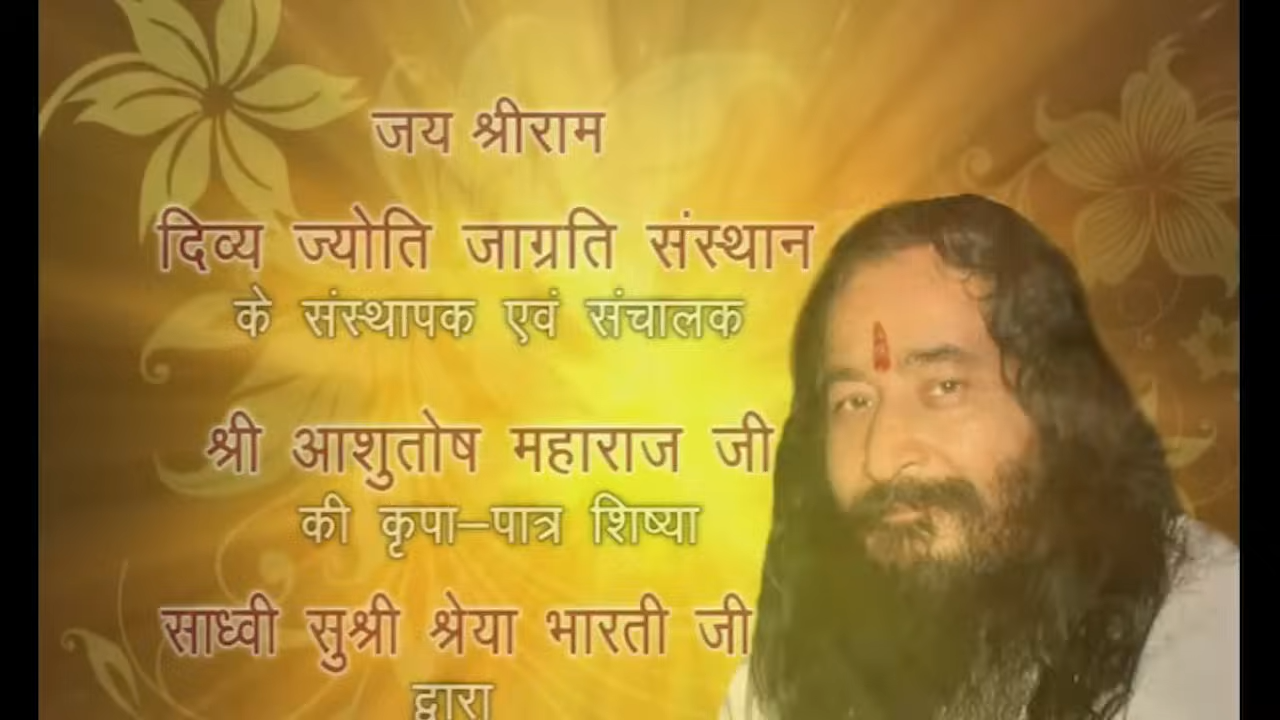 जय श्रीराम
दिव्य ज्योति जाग्रति संस्थान
के संस्थापक एवं संचालक
श्री आशुतोष महाराज जी
की कृपा–पात्र शिष्या
साध्वी सुश्री श्रेया भारती जी
द्वारा